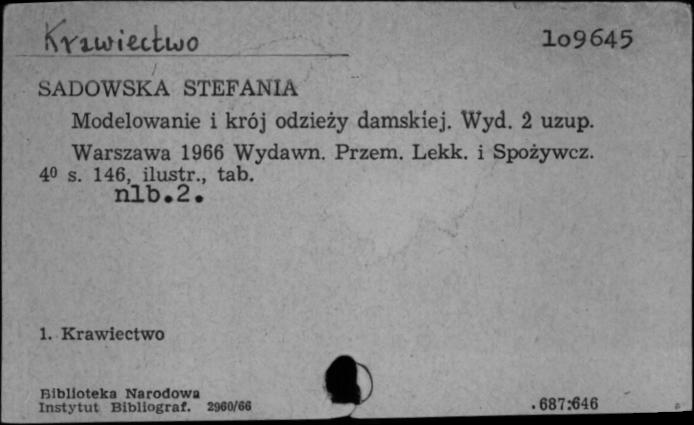 Krawiectwo
1o9645
SADOWSKA STEFANIA
Modelowanie i krój odzieży damskiej. Wyd. 2 uzup.
Warszawa 1966 Wydawn. Przem. Lekk. i Spożywcz.
4⁰ s. 146, ilustr., tab.
nlb.2.
1. Krawiectwo
Biblioteka Narodowa
Instytut Bibliograf. 2960/66
.687:646